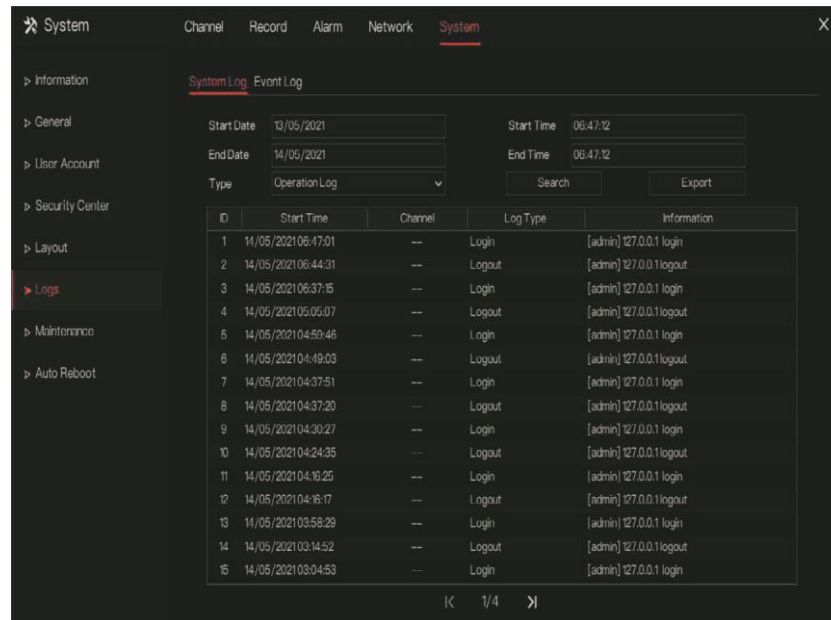 System Channel Record Alarm Network System X
Information
General
User Account
Security Center
Layout
Logs
Maintenance
Auto Reboot
System Log Event Log
Start Date 13/05/2021 Start Time 06:47:12
End Date 14/05/2021 End Time 06:47:12
Type Operation Log Search Export
ID Start Time Channel Log Type Information
1 14/05/2021 06:47:01 --- Login [admin] 127.0.0.1 login
2 14/05/2021 06:44:31 --- Logout [admin] 127.0.0.1 logout
3 14/05/2021 06:37:15 --- Login [admin] 127.0.0.1 login
4 14/05/2021 05:05:07 --- Logout [admin] 127.0.0.1 logout
5 14/05/2021 04:59:46 --- Login [admin] 127.0.0.1 login
6 14/05/2021 04:49:03 --- Logout [admin] 127.0.0.1 logout
7 14/05/2021 04:37:51 --- Login [admin] 127.0.0.1 login
8 14/05/2021 04:37:20 --- Logout [admin] 127.0.0.1 logout
9 14/05/2021 04:30:27 --- Login [admin] 127.0.0.1 login
10 14/05/2021 04:24:35 --- Logout [admin] 127.0.0.1 logout
11 14/05/2021 04:16:25 --- Login [admin] 127.0.0.1 login
12 14/05/2021 04:16:17 --- Logout [admin] 127.0.0.1 logout
13 14/05/2021 03:58:29 --- Login [admin] 127.0.0.1 login
14 14/05/2021 03:14:52 --- Logout [admin] 127.0.0.1 logout
15 14/05/2021 03:04:53 --- Login [admin] 127.0.0.1 login
1/4